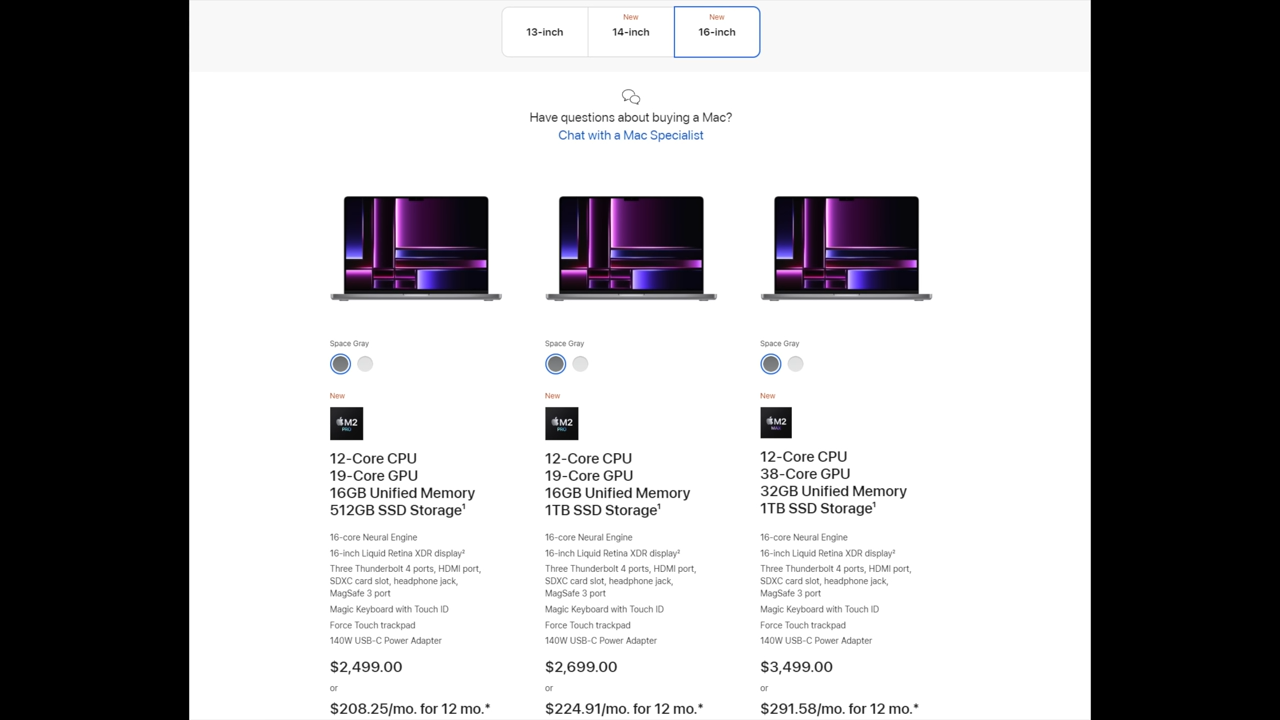 New
New
13-inch
14-inch
16-inch
Have questions about buying a Mac?
Chat with a Mac Specialist
Space Gray
New
M2
PRO
12-Core CPU
19-Core GPU
16GB Unified Memory
512GB SSD Storage¹
16-core Neural Engine
16-inch Liquid Retina XDR display²
Three Thunderbolt 4 ports, HDMI port,
SDXC card slot, headphone jack,
MagSafe 3 port
Magic Keyboard with Touch ID
Force Touch trackpad
140W USB-C Power Adapter
$2,499.00
or
$208.25/mo. for 12 mo.*
Space Gray
New
M2
PRO
12-Core CPU
19-Core GPU
16GB Unified Memory
1TB SSD Storage¹
16-core Neural Engine
16-inch Liquid Retina XDR display²
Three Thunderbolt 4 ports, HDMI port,
SDXC card slot, headphone jack,
MagSafe 3 port
Magic Keyboard with Touch ID
Force Touch trackpad
140W USB-C Power Adapter
$2,699.00
or
$224.91/mo. for 12 mo.*
Space Gray
New
M2
MAX
12-Core CPU
38-Core GPU
32GB Unified Memory
1TB SSD Storage¹
16-core Neural Engine
16-inch Liquid Retina XDR display²
Three Thunderbolt 4 ports, HDMI port,
SDXC card slot, headphone jack,
MagSafe 3 port
Magic Keyboard with Touch ID
Force Touch trackpad
140W USB-C Power Adapter
$3,499.00
or
$291.58/mo. for 12 mo.*